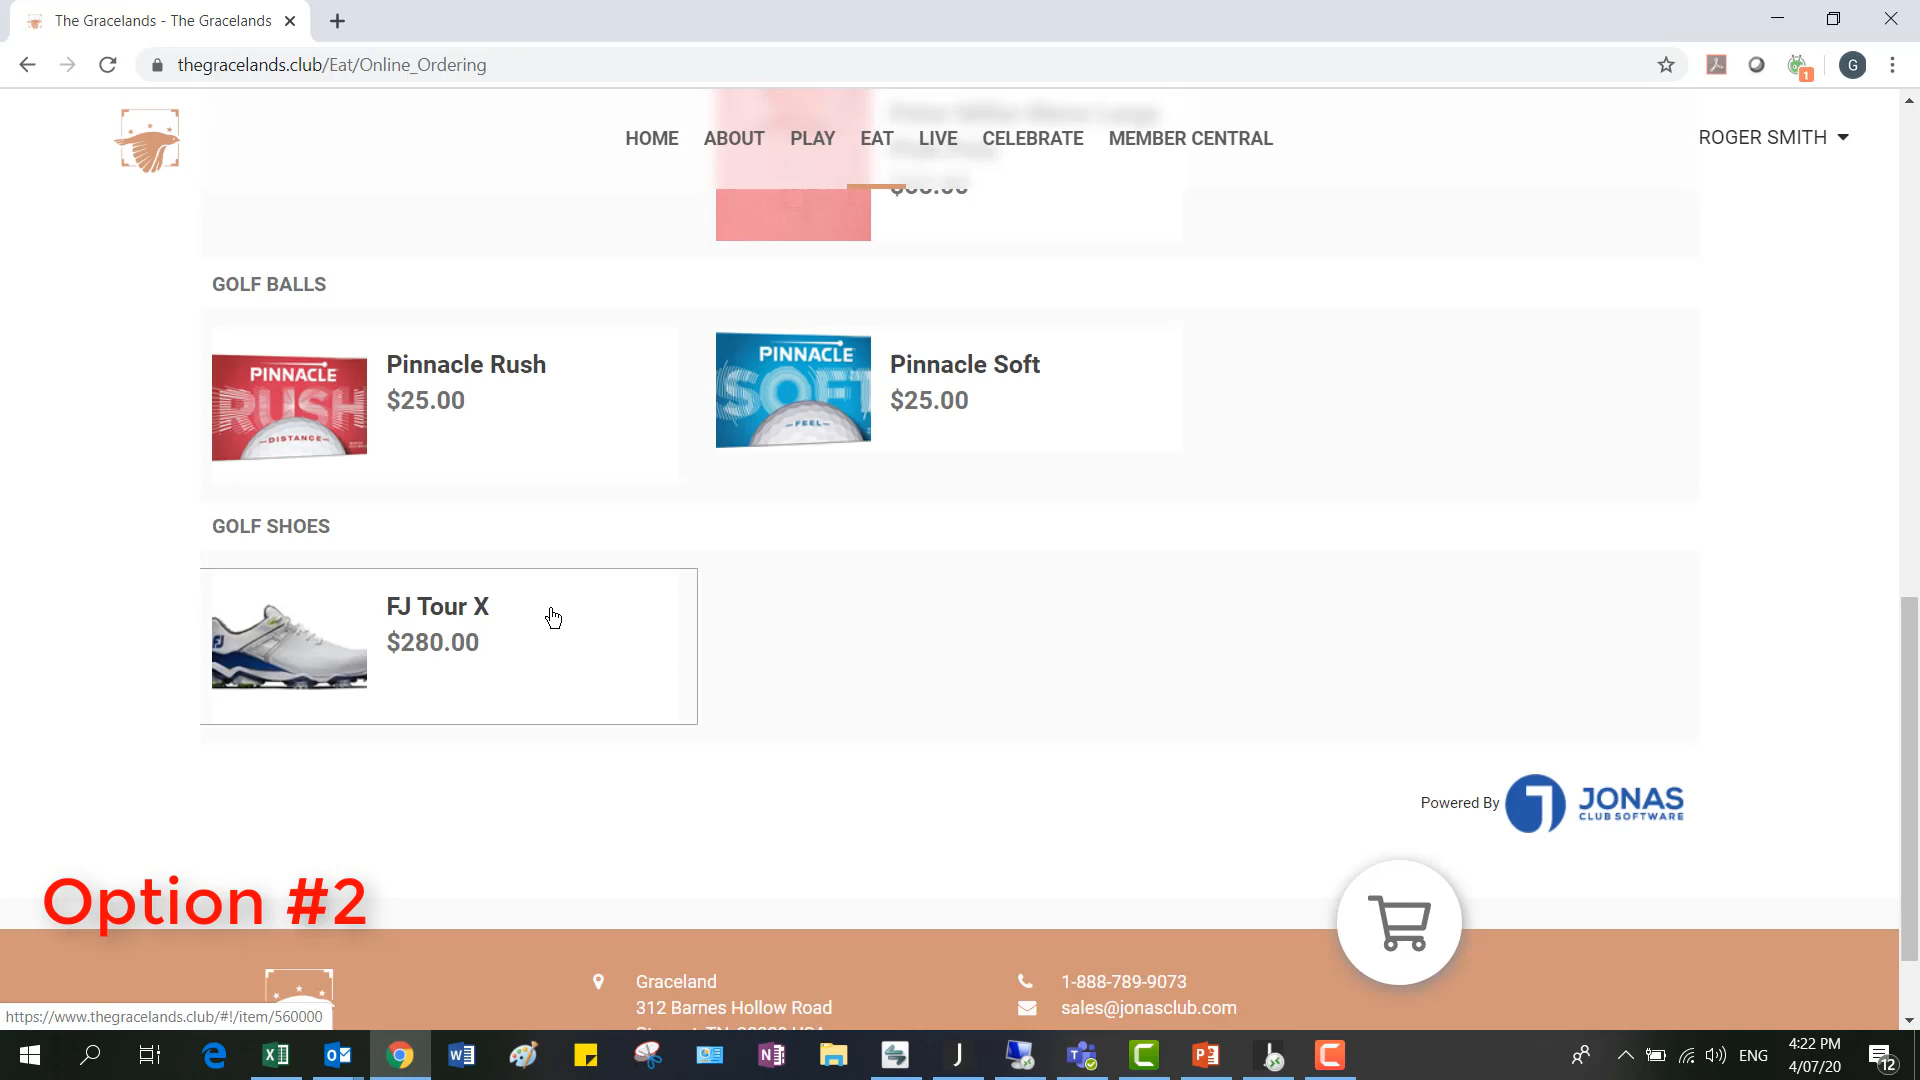 The Gracelands - The Gracelands
thegracelands.club/Eat/Online_Ordering
G
1
HOME ABOUT PLAY EAT LIVE CELEBRATE MEMBER CENTRAL
ROGER SMITH
GOLF BALLS
PINNACLE
RUSH
DISTANCE
Pinnacle Rush
$25.00
PINNACLE
SOFT
FEEL
Pinnacle Soft
$25.00
GOLF SHOES
FJ
FJ Tour X
$280.00
Powered By
JONAS
CLUB SOFTWARE
Option #2
Graceland
312 Barnes Hollow Road
1-888-789-9073
sales@jonasclub.com
https://www.thegracelands.club/#!/item/560000
ENG
4:22 PM
4/07/20
12